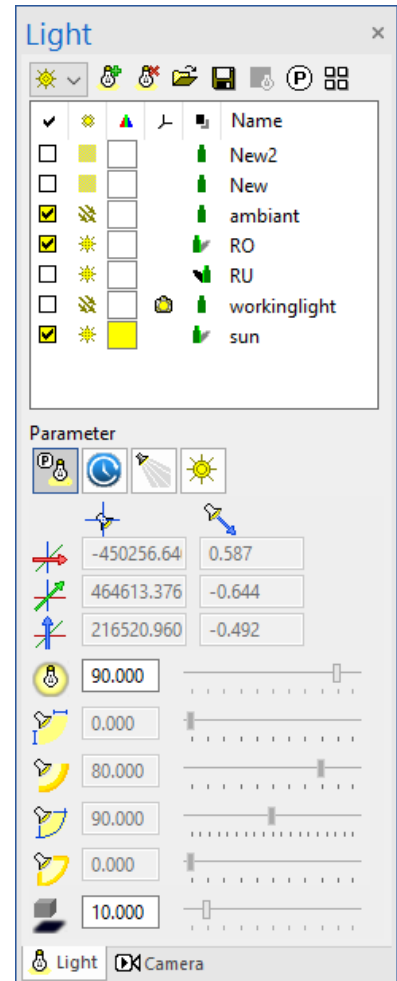 Light
P
Name
New2
New
ambiant
RO
RU
workinglight
sun
Parameter
P
-450256.64
0.587
464613.376
-0.644
216520.960
-0.492
90.000
0.000
80.000
90.000
0.000
10.000
Light Camera